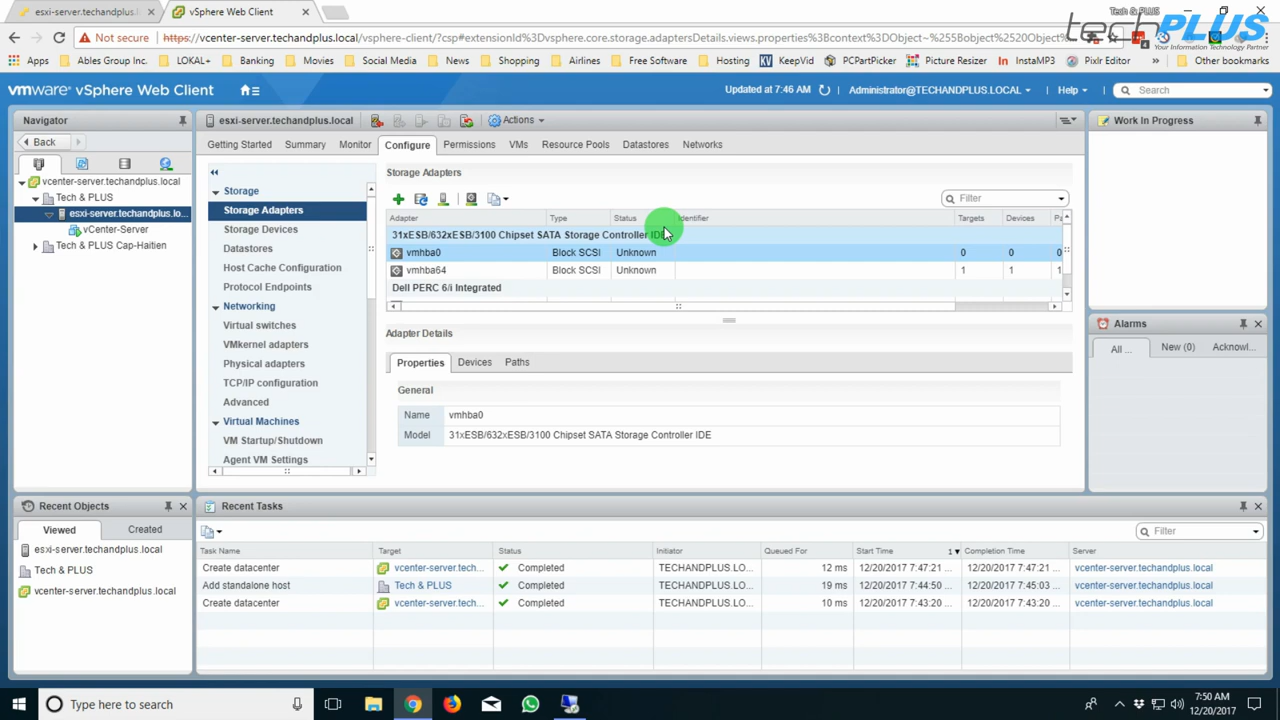 esxi-server.techandplus.l
vSphere Web Client
Tech & PLUS
techPLUS
Your Information Technology Partner
Not secure
https://vcenter-server.techandplus.local/vsphere-client/?csp#extensionId%3Dvsphere.core.storage.adaptersDetails.views.properties%3Bcontext%3DObject~%255Bobject%2520Object%
Apps
Ables Group Inc.
LOKAL+
Banking
Movies
Social Media
News
Shopping
Airlines
Free Software
Hosting
KV KeepVid
PCPartPicker
Picture Resizer
In InstaMP3
Pixlr Editor
»
Other bookmarks
vmware® vSphere Web Client
Updated at 7:46 AM
Administrator@TECHANDPLUS.LOCAL
Help
Search
Navigator
Back
vcenter-server.techandplus.local
Tech & PLUS
esxi-server.techandplus.lo...
vCenter-Server
Tech & PLUS Cap-Haitien
esxi-server.techandplus.local
Actions
Getting Started
Summary
Monitor
Configure
Permissions
VMs
Resource Pools
Datastores
Networks
Storage
Storage Adapters
Storage Devices
Datastores
Host Cache Configuration
Protocol Endpoints
Networking
Virtual switches
VMkernel adapters
Physical adapters
TCP/IP configuration
Advanced
Virtual Machines
VM Startup/Shutdown
Agent VM Settings
Storage Adapters
Filter
Adapter Type Status Identifier Targets Devices Pa
31xESB/632xESB/3100 Chipset SATA Storage Controller IDE
vmhba0 Block SCSI Unknown 0 0 0
vmhba64 Block SCSI Unknown 1 1 1
Dell PERC 6/i Integrated
Adapter Details
Properties
Devices
Paths
General
Name vmhba0
Model 31xESB/632xESB/3100 Chipset SATA Storage Controller IDE
Work In Progress
Alarms
All ...
New (0)
Acknowl...
Recent Objects
Viewed
Created
esxi-server.techandplus.local
Tech & PLUS
vcenter-server.techandplus.local
Recent Tasks
Filter
Task Name Target Status Initiator Queued For Start Time 1 Completion Time Server
Create datacenter vcenter-server.tech... Completed TECHANDPLUS.LO... 12 ms 12/20/2017 7:47:21 ... 12/20/2017 7:47:21 ... vcenter-server.techandplus.local
Add standalone host Tech & PLUS Completed TECHANDPLUS.LO... 19 ms 12/20/2017 7:44:50 ... 12/20/2017 7:45:03 ... vcenter-server.techandplus.local
Create datacenter vcenter-server.tech... Completed TECHANDPLUS.LO... 10 ms 12/20/2017 7:43:20 ... 12/20/2017 7:43:20 ... vcenter-server.techandplus.local
Type here to search
7:50 AM
12/20/2017